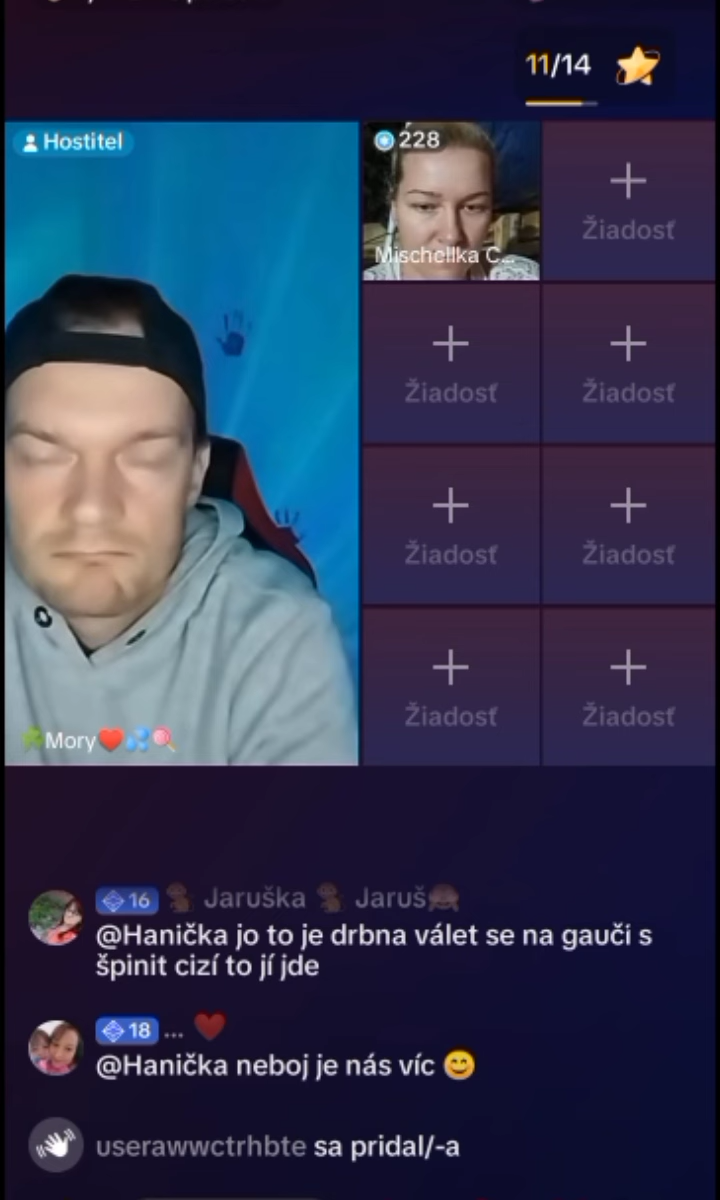 11/14
Hostitel
228
Mischellka C...
Žiadosť
Žiadosť
Žiadosť
Žiadosť
Žiadosť
Žiadosť
Žiadosť
☘️Mory❤️💦🍭
16 🐿️ Jaruška 🐿️ Jaruš🙈
@Hanička jo to je drbna válet se na gauči s
špinit cizí to jí jde
18 ... ❤️
@Hanička neboj je nás víc 😄
userawwctrhbte sa pridal/-a